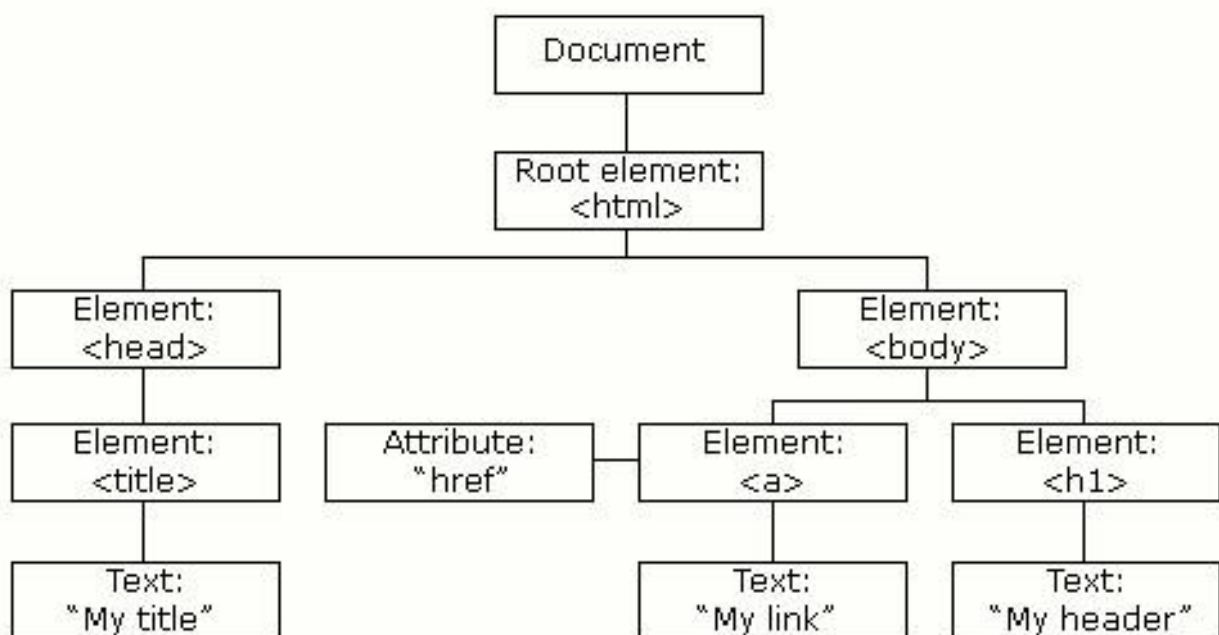 Document
Root element:
<html>
Element:
<head>
Element:
<body>
Element:
<title>
Attribute:
“href”
Element:
<a>
Element:
<h1>
Text:
“My title”
Text:
“My link”
Text:
“My header”